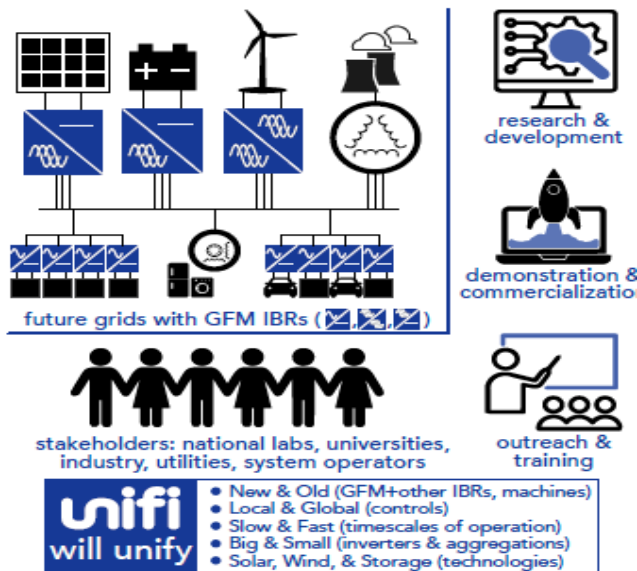 research &
development
demonstration &
commercialization
future grids with GFM IBRs ( , , )
stakeholders: national labs, universities,
industry, utilities, system operators
outreach &
training
unifi
will unify
• New & Old (GFM+other IBRs, machines)
• Local & Global (controls)
• Slow & Fast (timescales of operation)
• Big & Small (inverters & aggregations)
• Solar, Wind, & Storage (technologies)